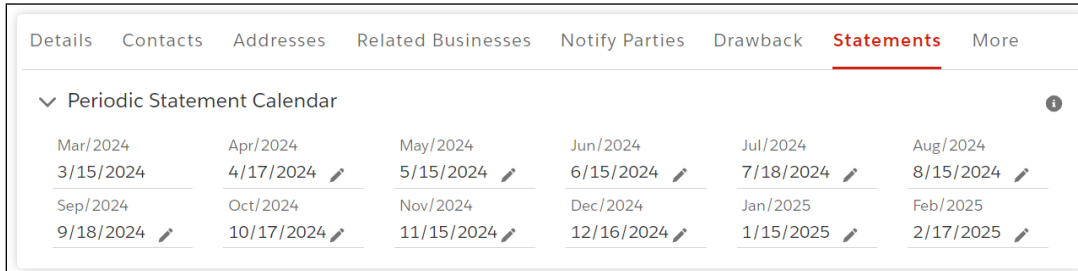 Details Contacts Addresses Related Businesses Notify Parties Drawback Statements More
Periodic Statement Calendar
Mar/2024 Apr/2024 May/2024 Jun/2024 Jul/2024 Aug/2024
3/15/2024 4/17/2024 5/15/2024 6/15/2024 7/18/2024 8/15/2024
Sep/2024 Oct/2024 Nov/2024 Dec/2024 Jan/2025 Feb/2025
9/18/2024 10/17/2024 11/15/2024 12/16/2024 1/15/2025 2/17/2025